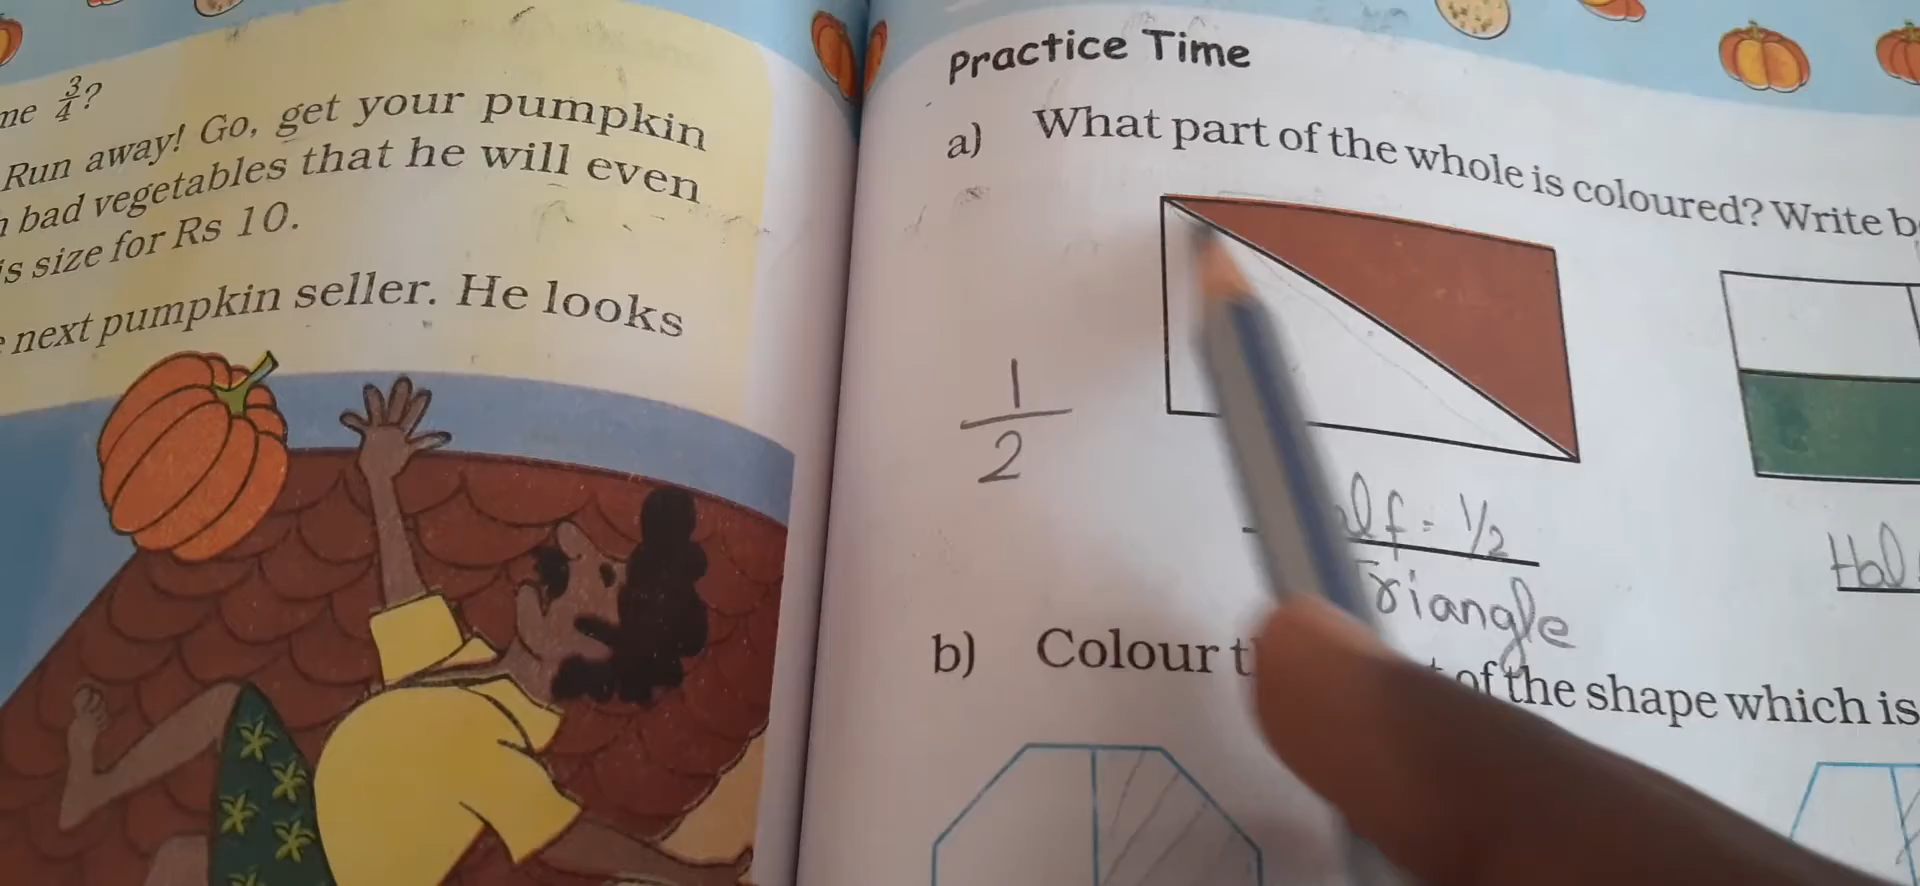 me 3/4?
Run away! Go, get your pumpkin
bad vegetables that he will even
is size for Rs 10.
next pumpkin seller. He looks
Practice Time
a) What part of the whole is coloured? Write b
1/2
lf = 1/2
Triangle
Hal
b) Colour t of the shape which is